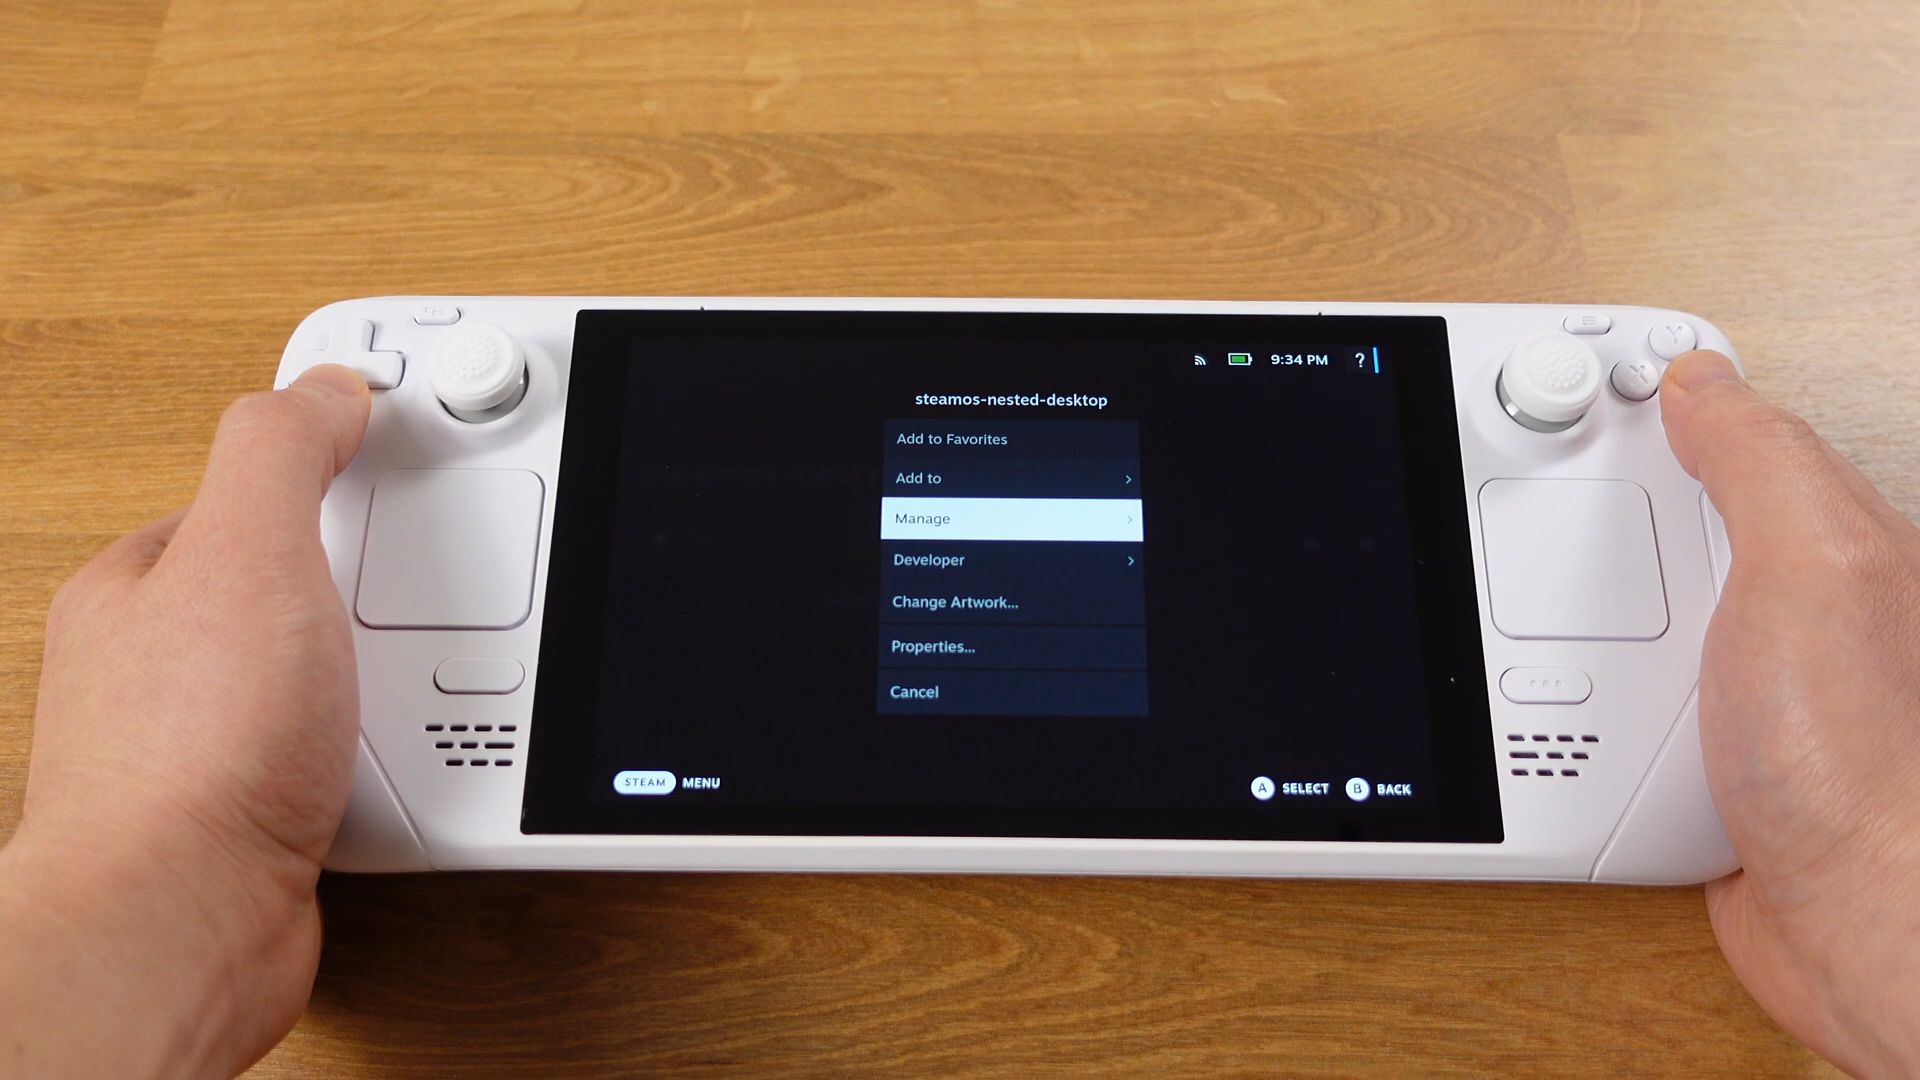 9:34 PM ?
steamos-nested-desktop
Add to Favorites
Add to
Manage
Developer
Change Artwork...
Properties...
Cancel
STEAM MENU
A SELECT B BACK
Y
X